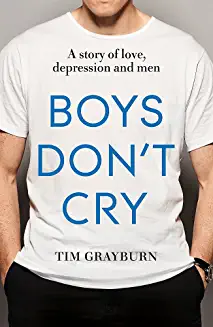 A story of love,
depression and men
BOYS
DON'T
CRY
TIM GRAYBURN